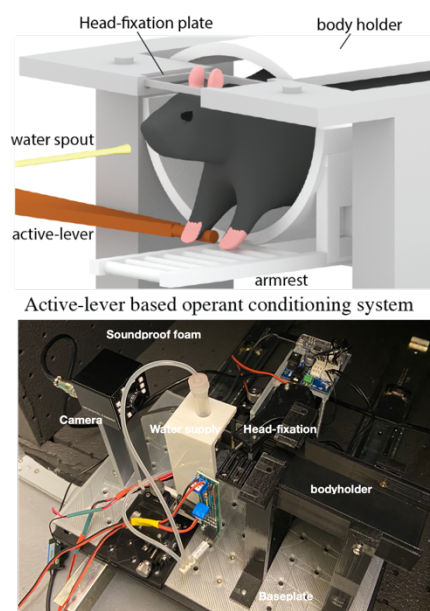 Head-fixation plate
body holder
water spout
active-lever
armrest
Active-lever based operant conditioning system
Soundproof foam
Camera
Water supply
Head-fixation
bodyholder
Baseplate